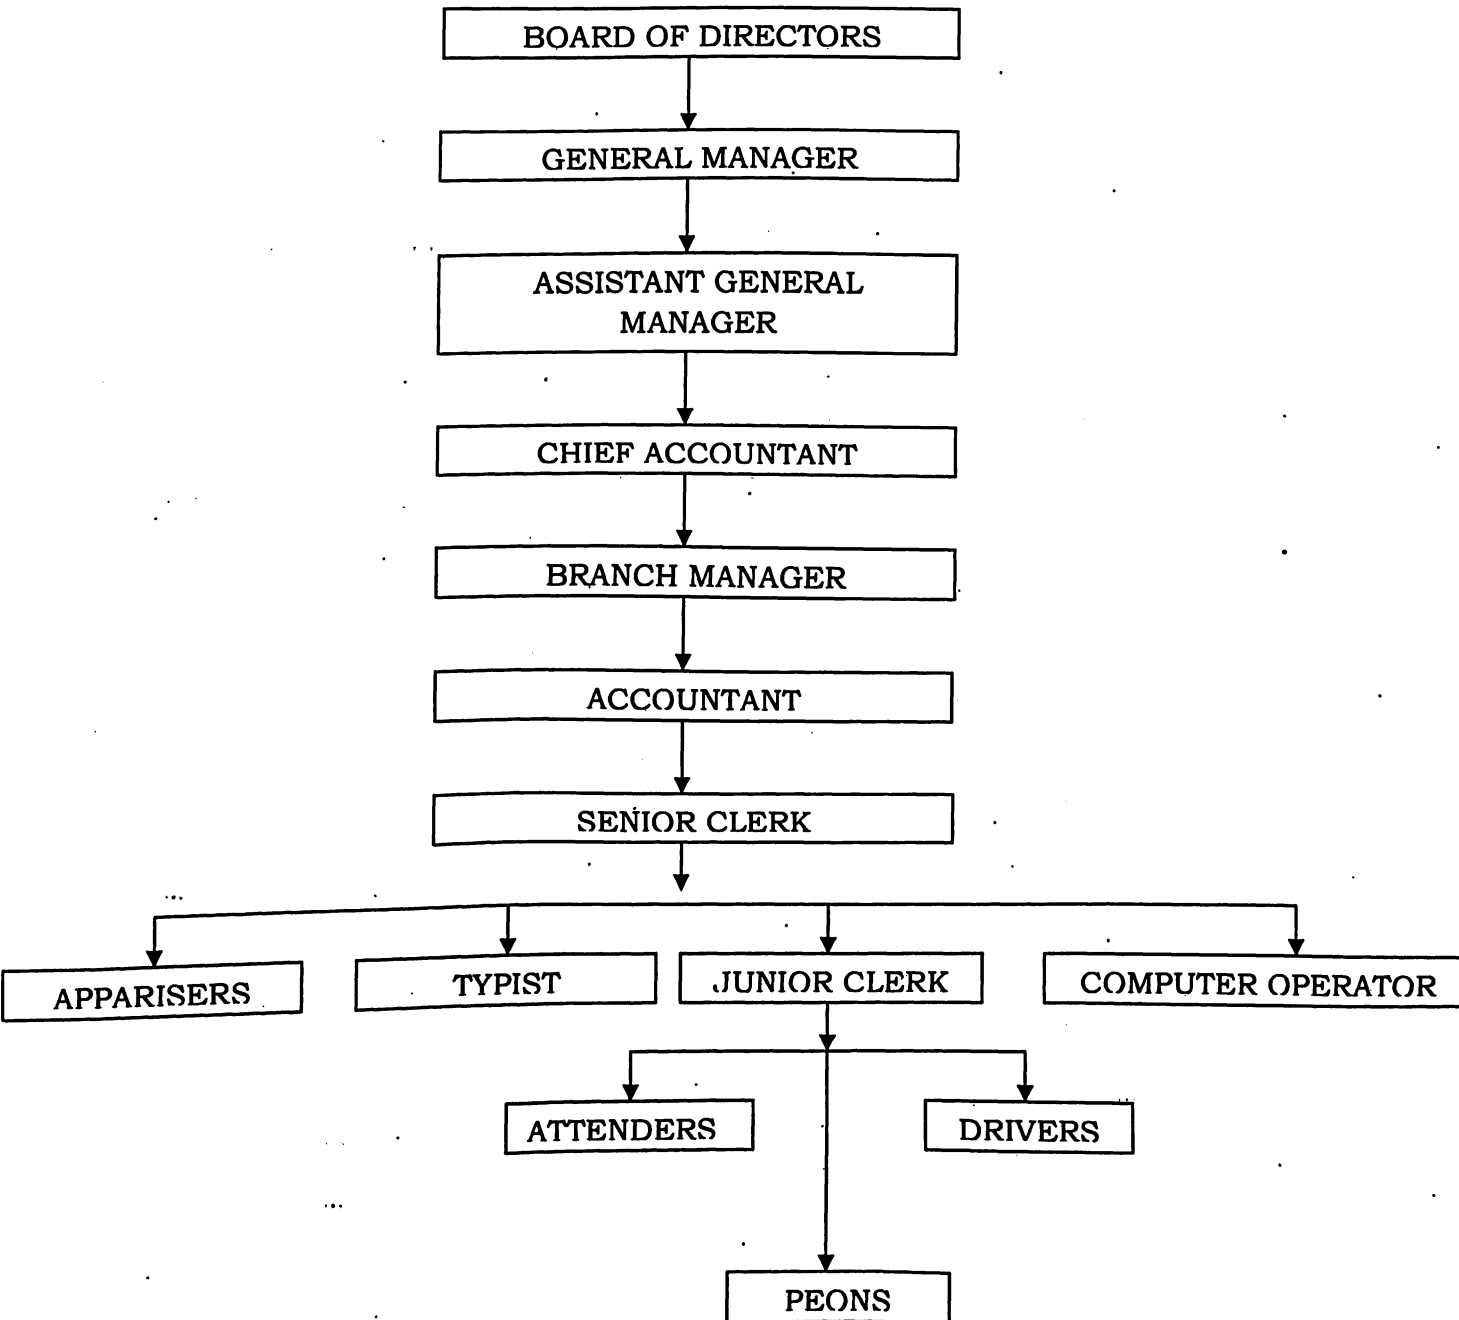 BOARD OF DIRECTORS
GENERAL MANAGER
ASSISTANT GENERAL
MANAGER
CHIEF ACCOUNTANT
BRANCH MANAGER
ACCOUNTANT
SENIOR CLERK
APPARISERS
TYPIST
JUNIOR CLERK
COMPUTER OPERATOR
ATTENDERS
DRIVERS
PEONS